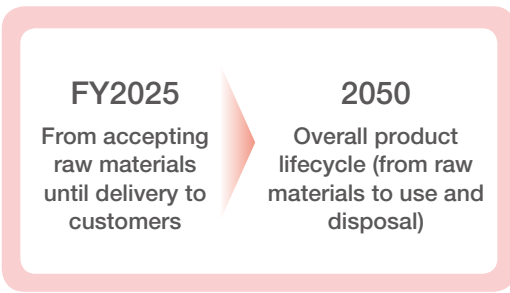 FY2025
From accepting
raw materials
until delivery to
customers
2050
Overall product
lifecycle (from raw
materials to use and
disposal)